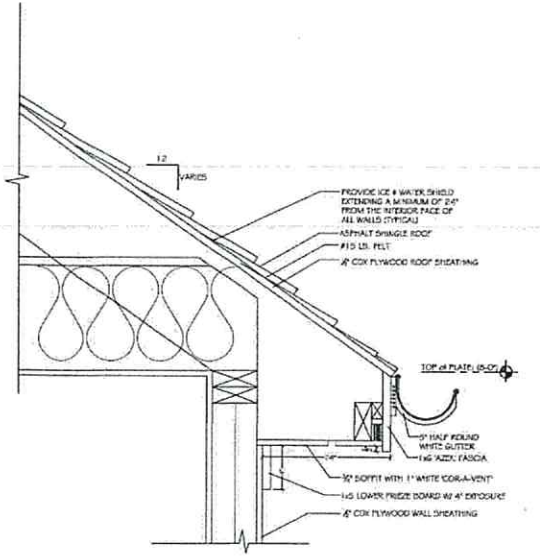 12
VARIES
PROVIDE ICE & WATER SHIELD
EXTENDING A MINIMUM OF 24"
FROM THE INTERIOR FACE OF
ALL WALLS (TYPICAL)
ASPHALT SHINGLE ROOF
#15 LB. FELT
CDX PLYWOOD ROOF SHEATHING
TOP of PLATE:
5" HALF ROUND
WHITE GUTTER
1x6 "AZEK" FASCIA
SOFFIT WITH 1" WHITE "COR-A-VENT"
1x5 LOWER FRIEZE BOARD W/ 4" EXPOSURE
CDX PLYWOOD WALL SHEATHING